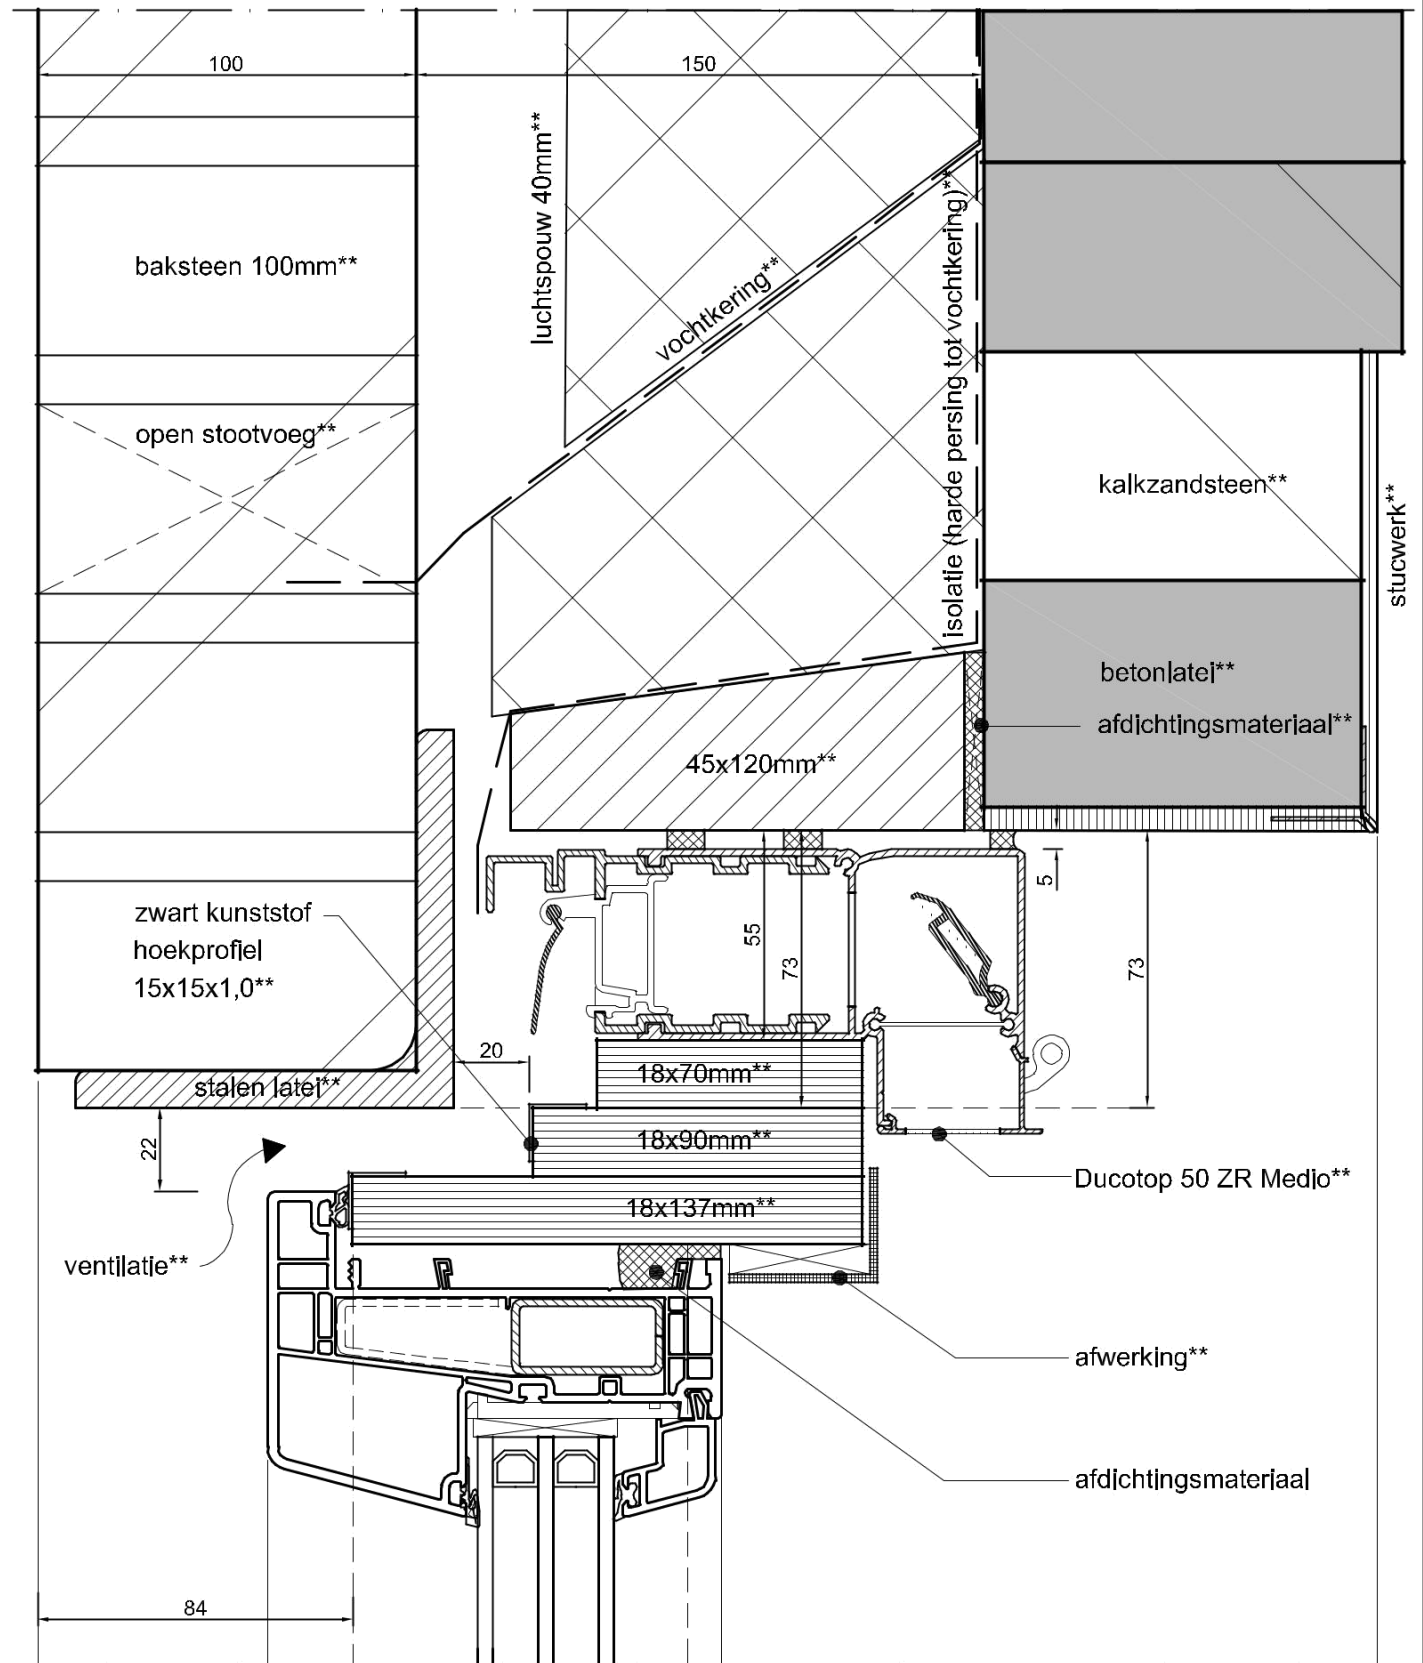 100
150
luchtspouw 40mm**
baksteen 100mm**
vochtkering**
isolatie (harde persing tot vochtkering)**
open stootvoeg**
kalkzandsteen**
stucwerk**
betonlatei**
afdichtingsmateriaal**
45x120mm**
5
zwart kunststof
hoekprofiel
15x15x1,0**
55
73
73
20
18x70mm**
stalen latei**
22
18x90mm**
Ducotop 50 ZR Medio**
18x137mm**
ventilatie**
afwerking**
afdichtingsmateriaal
84